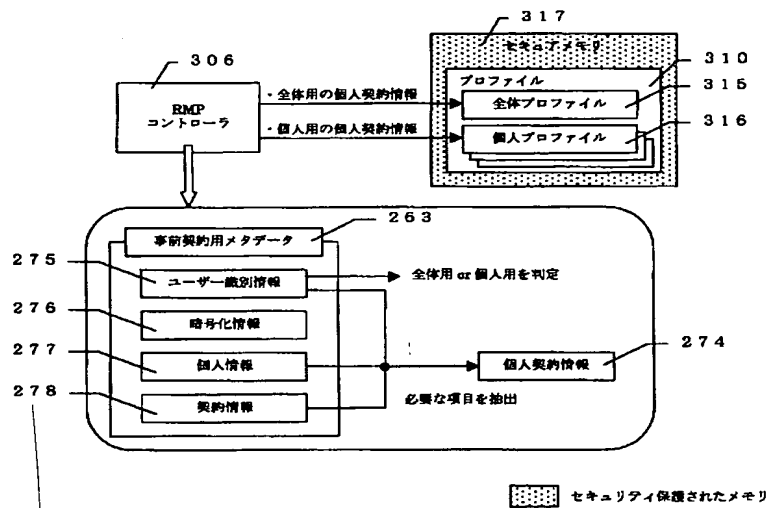 317
セキュアメモリ
306
310
プロファイル
315
RMP
コントローラ
・全体用の個人契約情報
全体プロファイル
316
・個人用の個人契約情報
個人プロファイル
263
事前契約用メタデータ
275
ユーザー識別情報
全体用 or 個人用を判定
276
暗号化情報
277
274
個人情報
個人契約情報
278
契約情報
必要な項目を抽出
セキュリティ保護されたメモリ